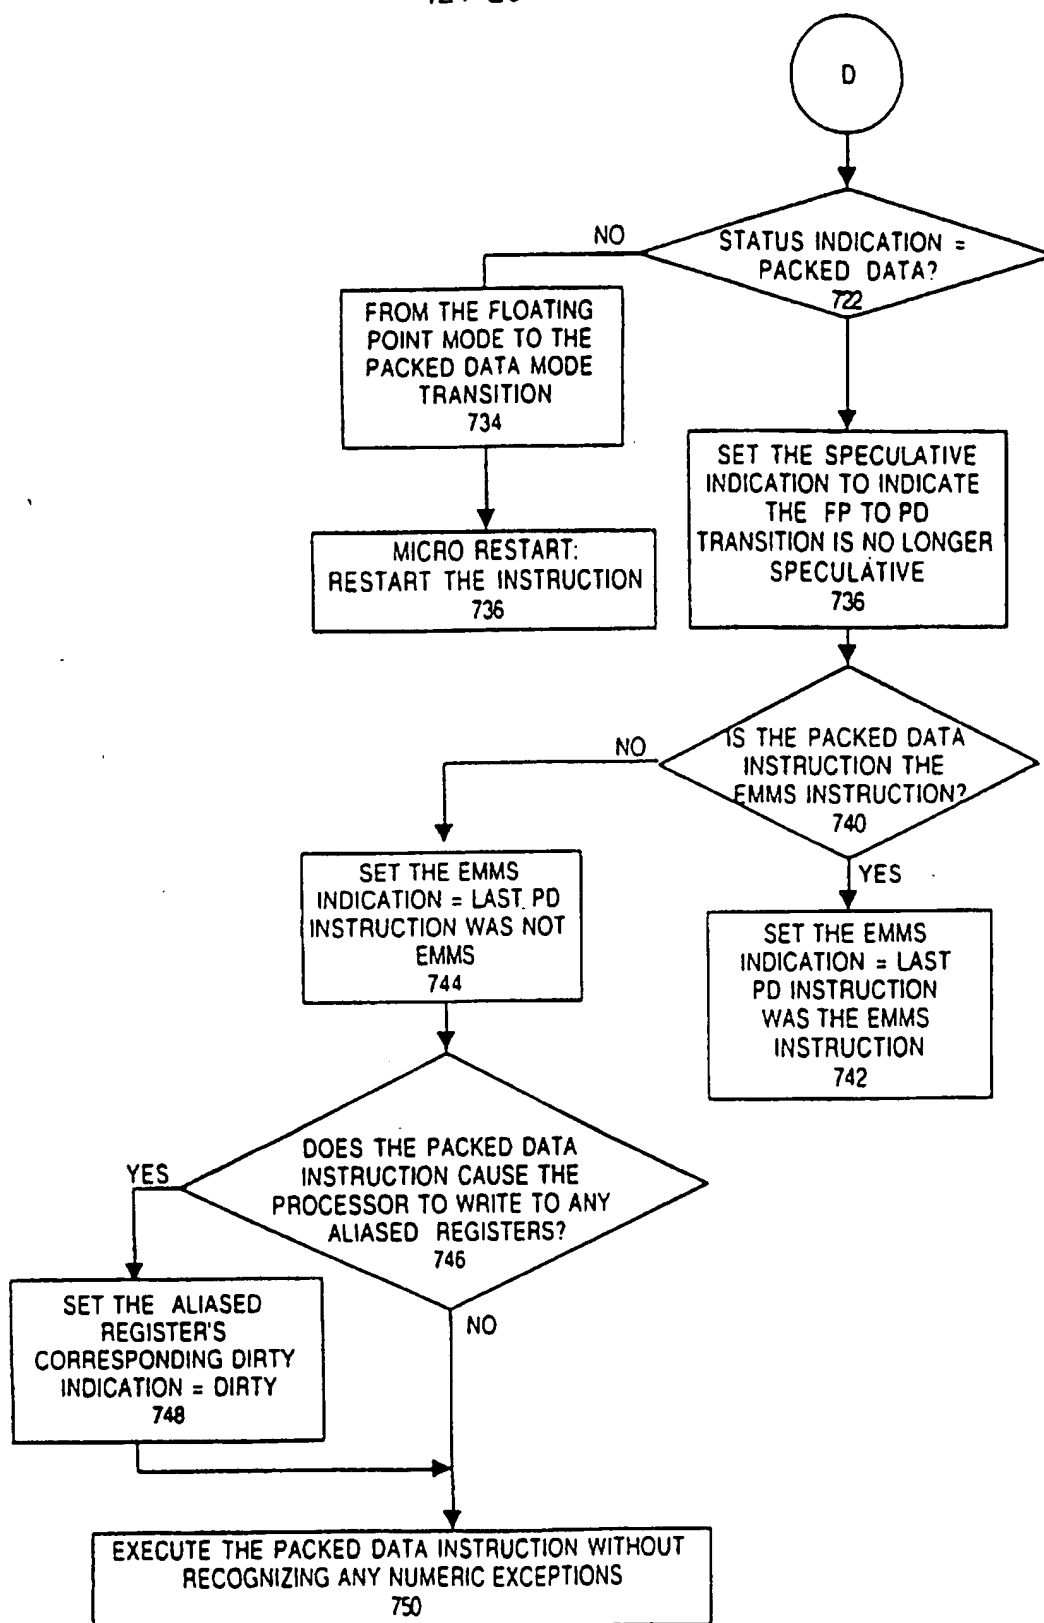 D
STATUS INDICATION =
PACKED DATA?
722
NO
FROM THE FLOATING
POINT MODE TO THE
PACKED DATA MODE
TRANSITION
734
MICRO RESTART:
RESTART THE INSTRUCTION
736
SET THE SPECULATIVE
INDICATION TO INDICATE
THE FP TO PD
TRANSITION IS NO LONGER
SPECULATIVE
736
IS THE PACKED DATA
INSTRUCTION THE
EMMS INSTRUCTION?
740
NO
YES
SET THE EMMS
INDICATION = LAST PD
INSTRUCTION WAS NOT
EMMS
744
SET THE EMMS
INDICATION = LAST
PD INSTRUCTION
WAS THE EMMS
INSTRUCTION
742
DOES THE PACKED DATA
INSTRUCTION CAUSE THE
PROCESSOR TO WRITE TO ANY
ALIASED REGISTERS?
746
YES
NO
SET THE ALIASED
REGISTER'S
CORRESPONDING DIRTY
INDICATION = DIRTY
748
EXECUTE THE PACKED DATA INSTRUCTION WITHOUT
RECOGNIZING ANY NUMERIC EXCEPTIONS
750